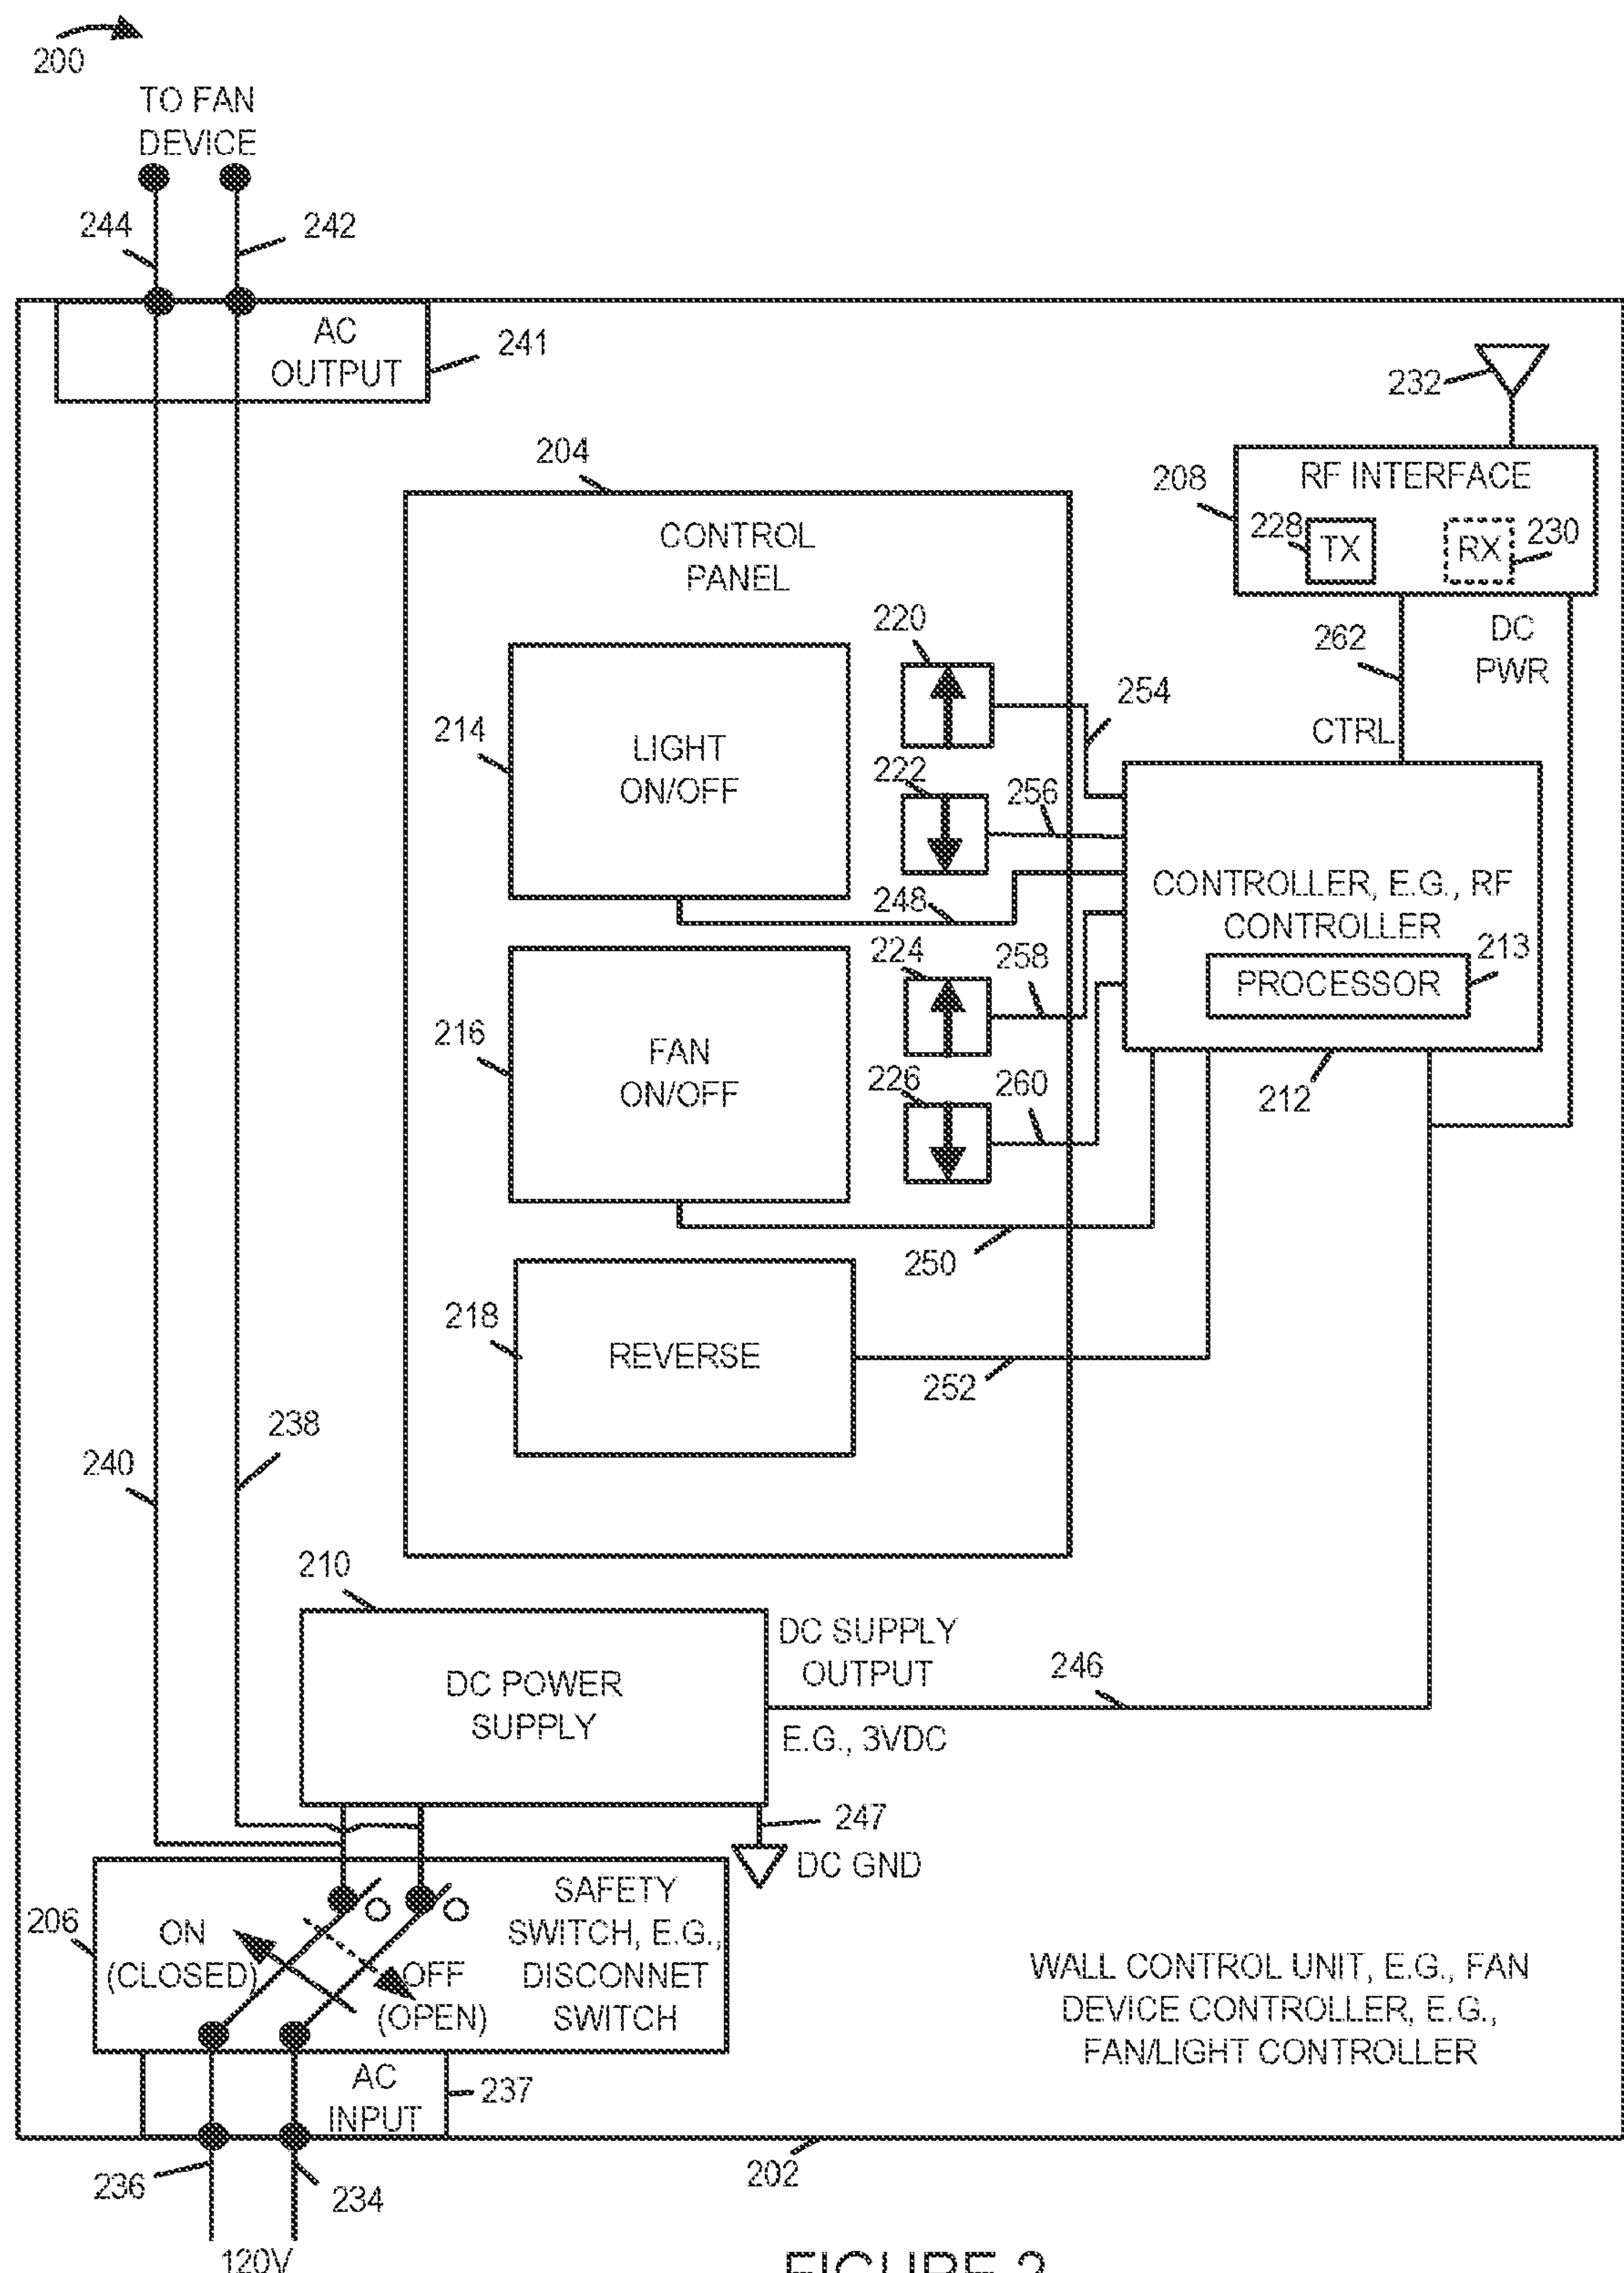 200
TO FAN
DEVICE
244
242
AC
OUTPUT
241
232
204
208
RF INTERFACE
228
TX
RX
230
CONTROL
PANEL
220
262
DC
PWR
254
214
LIGHT
ON/OFF
CTRL
222
256
248
CONTROLLER, E.G., RF
CONTROLLER
213
PROCESSOR
224
258
216
FAN
ON/OFF
226
260
212
250
218
REVERSE
252
238
240
210
DC POWER
SUPPLY
DC SUPPLY
OUTPUT
246
E.G., 3VDC
247
DC GND
206
ON
(CLOSED)
OFF
(OPEN)
SAFETY
SWITCH, E.G.,
DISCONNET
SWITCH
WALL CONTROL UNIT, E.G., FAN
DEVICE CONTROLLER, E.G.,
FAN/LIGHT CONTROLLER
AC
INPUT
237
202
236
234
120V
FIGURE 2